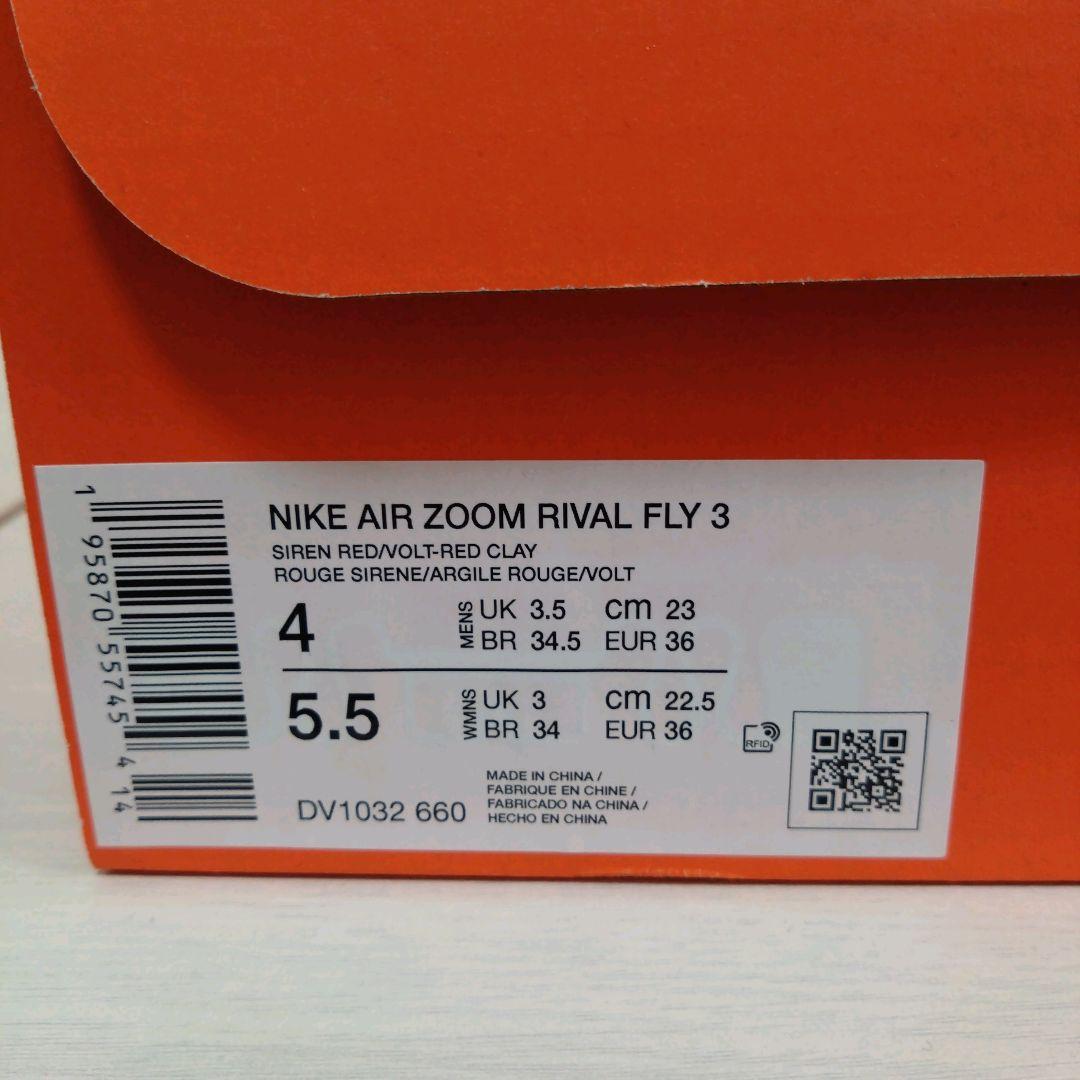 NIKE AIR ZOOM RIVAL FLY 3
SIREN RED/VOLT-RED CLAY
ROUGE SIRENE/ARGILE ROUGE/VOLT
4 MENS UK 3.5 cm 23
BR 34.5 EUR 36
5.5 WMNS UK 3 cm 22.5
BR 34 EUR 36
RFID
MADE IN CHINA /
FABRIQUE EN CHINE /
FABRICADO NA CHINA /
HECHO EN CHINA
DV1032 660
1 95870 55745 4 14